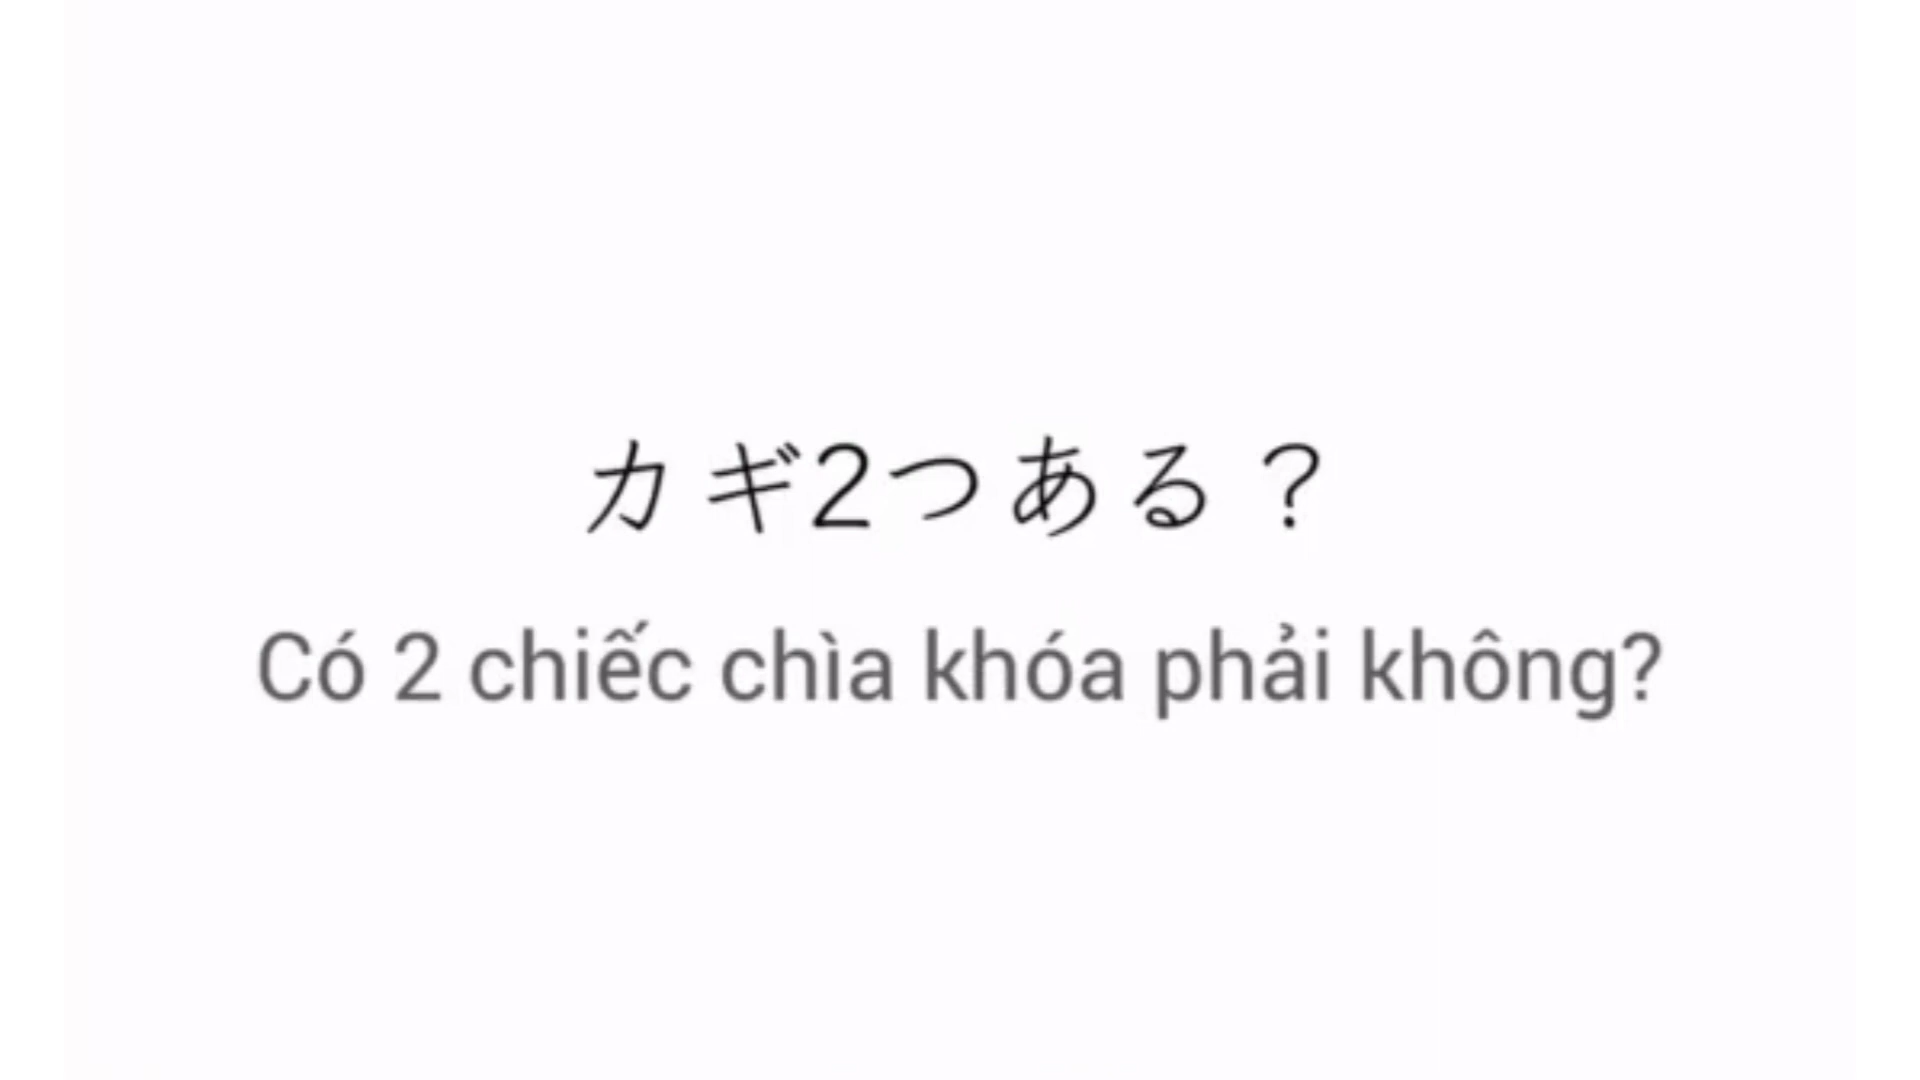 カギ2つある？
Có 2 chiếc chìa khóa phải không?